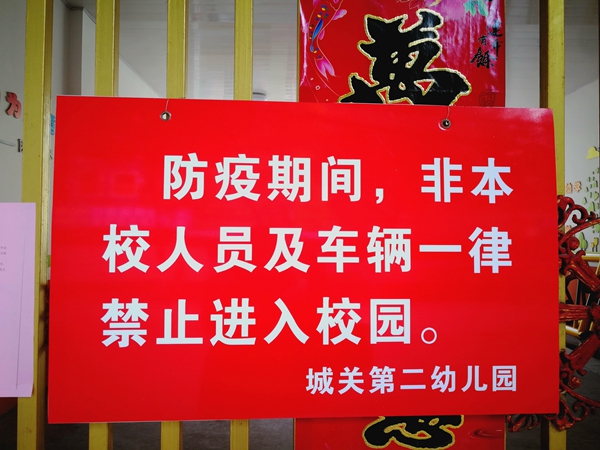 萬
防疫期间，非本
校人员及车辆一律
禁止进入校园。
城关第二幼儿园
意